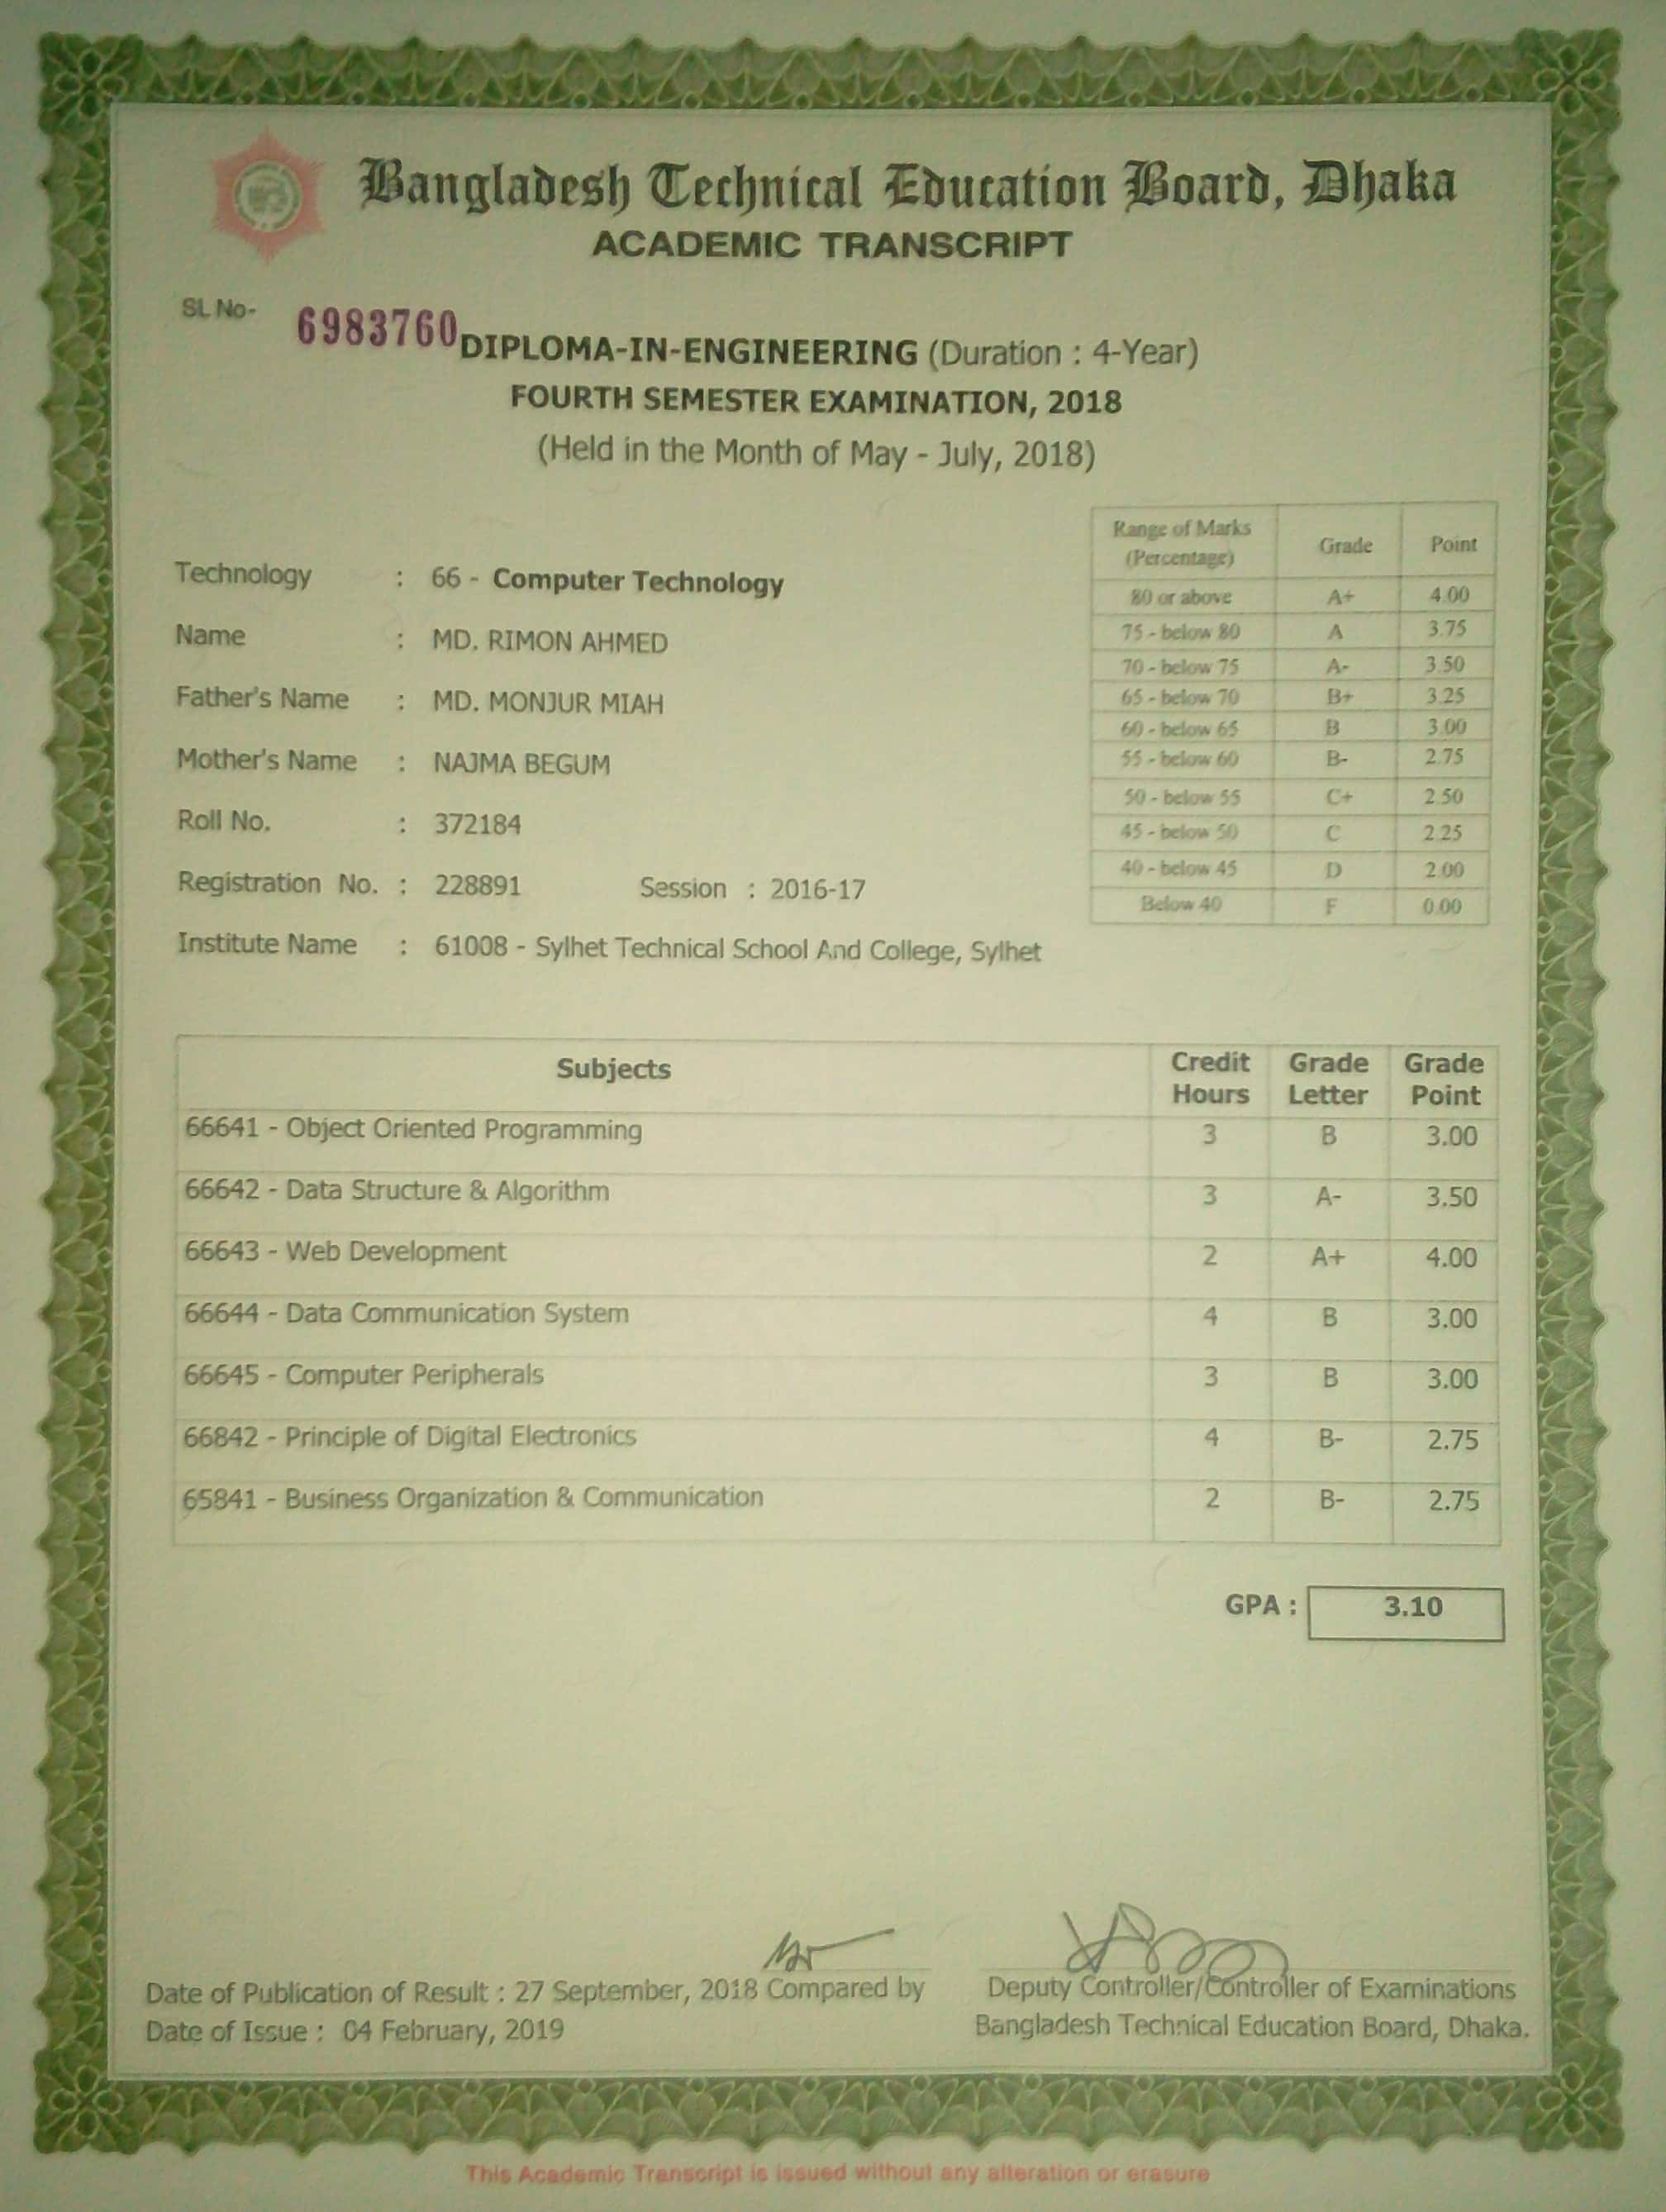 Bangladesh Technical Education Board, Dhaka
ACADEMIC TRANSCRIPT
SL No- 6983760
DIPLOMA-IN-ENGINEERING (Duration : 4-Year)
FOURTH SEMESTER EXAMINATION, 2018
(Held in the Month of May - July, 2018)
Range of Marks (Percentage) Grade Point
80 or above A+ 4.00
75 - below 80 A 3.75
70 - below 75 A- 3.50
65 - below 70 B+ 3.25
60 - below 65 B 3.00
55 - below 60 B- 2.75
50 - below 55 C+ 2.50
45 - below 50 C 2.25
40 - below 45 D 2.00
Below 40 F 0.00
Technology : 66 - Computer Technology
Name : MD. RIMON AHMED
Father's Name : MD. MONJUR MIAH
Mother's Name : NAJMA BEGUM
Roll No. : 372184
Registration No. : 228891 Session : 2016-17
Institute Name : 61008 - Sylhet Technical School And College, Sylhet
Subjects Credit Hours Grade Letter Grade Point
66641 - Object Oriented Programming 3 B 3.00
66642 - Data Structure & Algorithm 3 A- 3.50
66643 - Web Development 2 A+ 4.00
66644 - Data Communication System 4 B 3.00
66645 - Computer Peripherals 3 B 3.00
66842 - Principle of Digital Electronics 4 B- 2.75
65841 - Business Organization & Communication 2 B- 2.75
GPA : 3.10
Date of Publication of Result : 27 September, 2018 Compared by Deputy Controller/Controller of Examinations
Date of Issue : 04 February, 2019 Bangladesh Technical Education Board, Dhaka.
This Academic Transcript is issued without any alteration or erasure